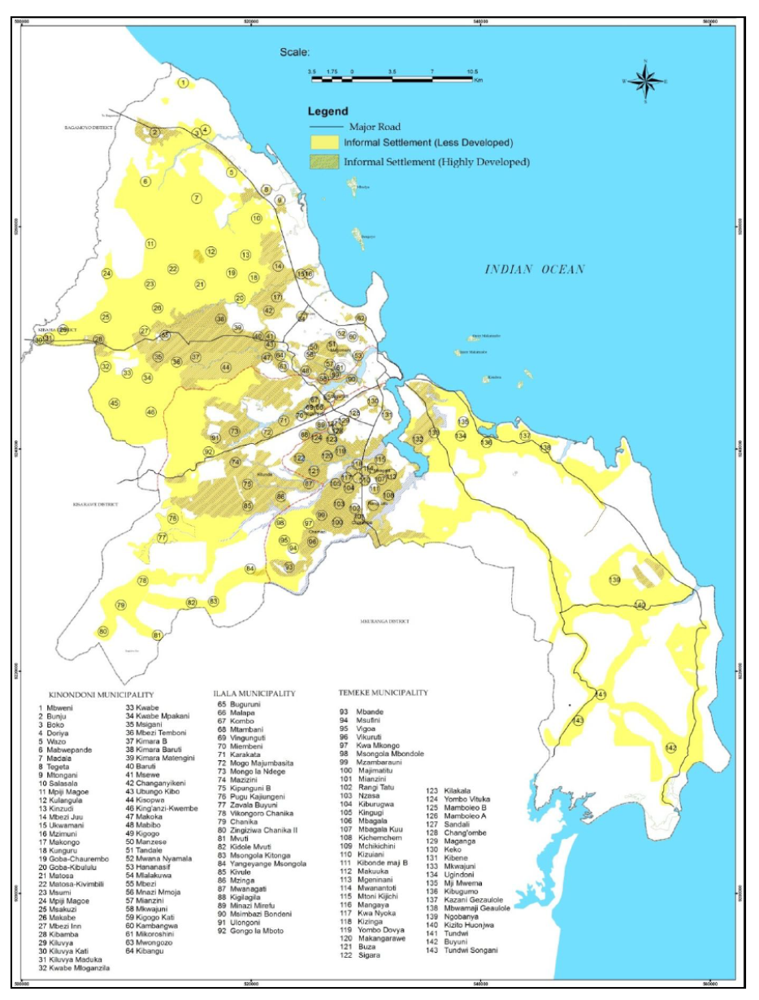 500000 520000 540000 560000
Scale:
3.5 1.75 0 3.5 7 10.5
Km
N
W E
S
Legend
Major Road
Informal Settlement (Less Developed)
Informal Settlement (Highly Developed)
BAGAMOYO DISTRICT
INDIAN OCEAN
KIBAHA DISTRICT
KISARAWE DISTRICT
MKURANGA DISTRICT
KINONDONI MUNICIPALITY
1 Mbweni
2 Bunju
3 Boko
4 Doriya
5 Wazo
6 Mabwepande
7 Madala
8 Tegeta
9 Mtongani
10 Salasala
11 Mpiji Magoe
12 Kulangula
13 Kinzudi
14 Mbezi Juu
15 Ukwamani
16 Mzimuni
17 Makongo
18 Kunguru
19 Goba-Chaurembo
20 Goba-Kibululu
21 Matosa
22 Matosa-Kivimbili
23 Msumi
24 Mpiji Magoe
25 Msakuzi
26 Makabe
27 Mbezi Inn
28 Kibamba
29 Kiluvya
30 Kiluvya Kati
31 Kiluvya Maduka
32 Kwabe Mloganzila
33 Kwabe
34 Kwabe Mpakani
35 Msigani
36 Mbezi Temboni
37 Kimara B
38 Kimara Baruti
39 Kimara Matengini
40 Baruti
41 Msewe
42 Changanyikeni
43 Ubungo Kibo
44 Kisopwa
46 King'anzi-Kwembe
47 Makoka
48 Mabibo
49 Kigogo
50 Manzese
51 Tandale
52 Mwana Nyamala
53 Hananasif
54 Mlalakuwa
55 Mbezi
56 Mnazi Mmoja
57 Mianzini
58 Mkwajuni
59 Kigogo Kati
60 Kambangwa
61 Mikoroshini
63 Mwongozo
64 Kibangu
ILALA MUNICIPALITY
65 Buguruni
66 Malapa
67 Kombo
68 Mtambani
69 Vingunguti
70 Miembeni
71 Karakata
72 Mogo Majumbasita
73 Mongo la Ndege
74 Mazizini
75 Kipunguni B
76 Pugu Kajiungeni
77 Zavala Buyuni
78 Vikongoro Chanika
79 Chanika
80 Zingiziwa Chanika II
81 Mvuti
82 Kidole Mvuti
83 Msongola Kitonga
84 Yangeyange Msongola
85 Kivule
86 Mzinga
87 Mwanagati
88 Kigilagila
89 Minazi Mirefu
90 Msimbazi Bondeni
91 Ulongoni
92 Gongo la Mboto
TEMEKE MUNICIPALITY
93 Mbande
94 Msufini
95 Vigoa
96 Vikuruti
97 Kwa Mkongo
98 Msongola Mbondole
99 Mzambarauni
100 Majimatitu
101 Mianzini
102 Rangi Tatu
103 Nzasa
104 Kiburugwa
105 Kingugi
106 Mbagala
107 Mbagala Kuu
108 Kichemchem
109 Mchikichini
110 Kizuiani
111 Kibonde maji B
112 Makuuka
113 Mgeninani
114 Mwanantoti
115 Mtoni Kijichi
116 Mangaya
117 Kwa Nyoka
118 Kizinga
119 Yombo Dovya
120 Makangarawe
121 Buza
122 Sigara
123 Kilakala
124 Yombo Vituka
125 Mamboleo B
126 Mamboleo A
127 Sandali
128 Chang'ombe
129 Maganga
130 Keko
131 Kibene
133 Mkwajuni
134 Ugindoni
135 Mji Mwema
136 Kibugumo
137 Kazani Gezaulole
138 Mbwamaji Geaulole
139 Ngobanya
140 Kizito Huonjwa
141 Tundwi
142 Buyuni
143 Tundwi Songani
500000 540000 560000